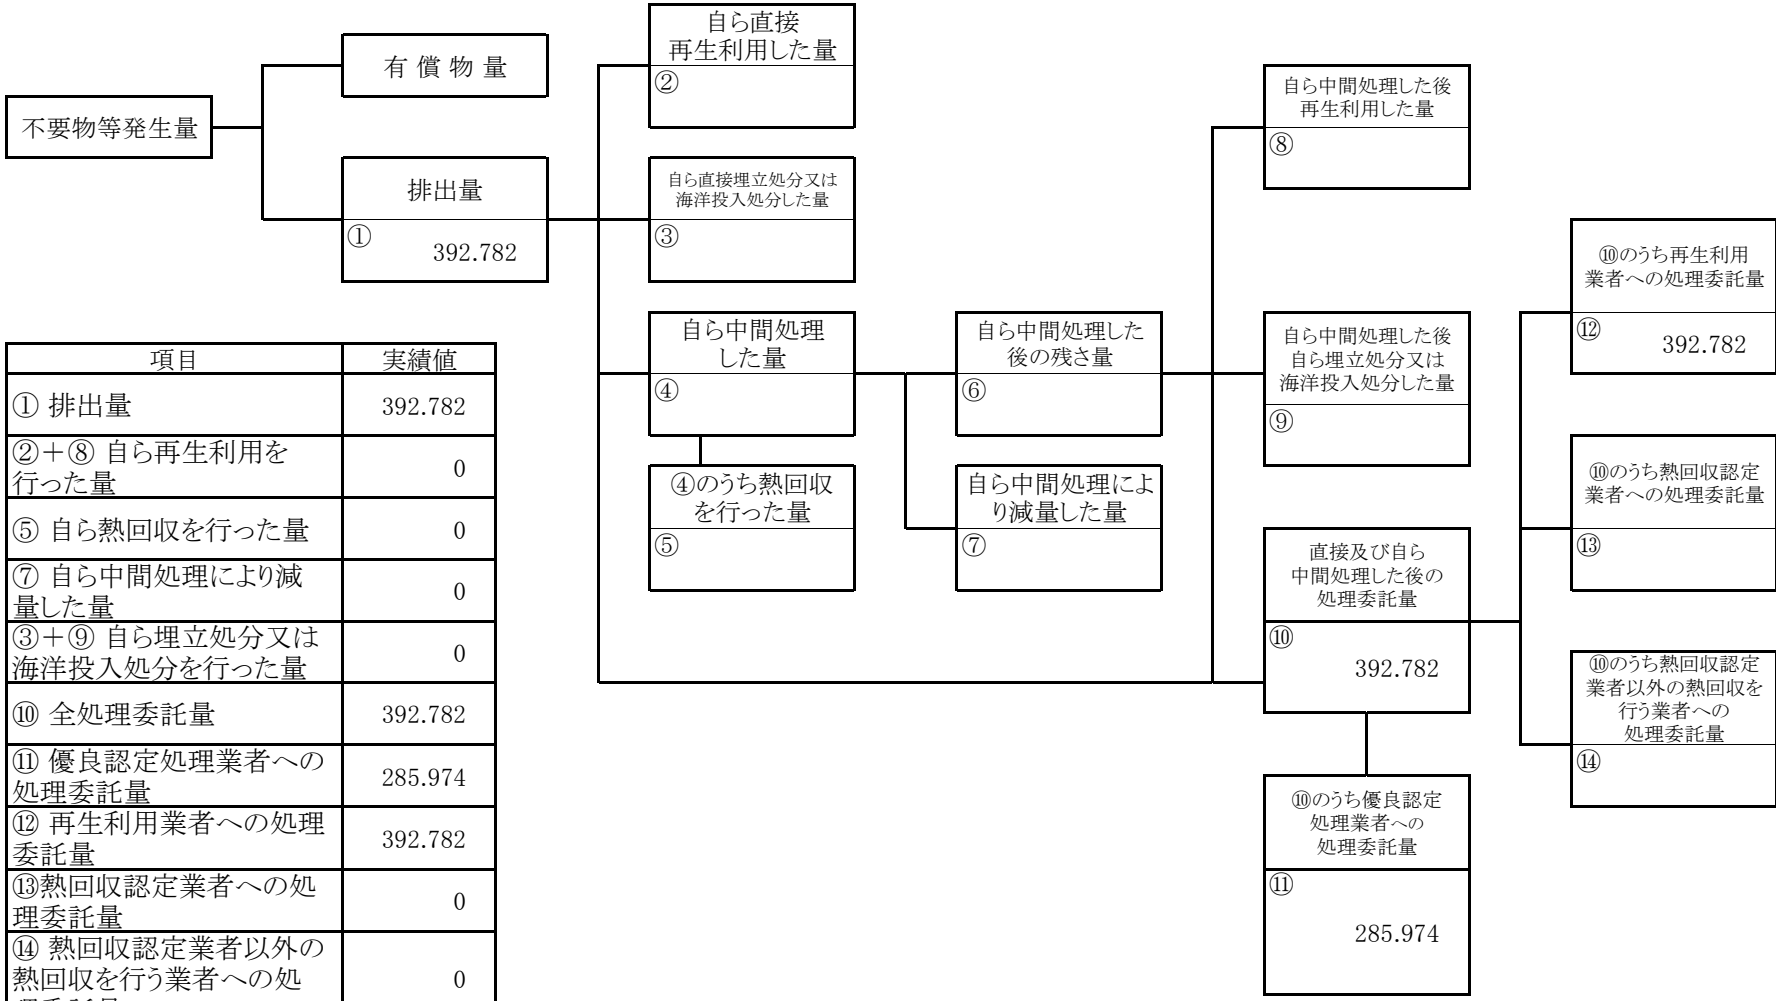 不要物等発生量
有 償 物 量
排出量
①
392.782
自ら直接
再生利用した量
②
自ら直接埋立処分又は
海洋投入処分した量
③
自ら中間処理
した量
④
④のうち熱回収
を行った量
⑤
自ら中間処理した
後の残さ量
⑥
自ら中間処理によ
り減量した量
⑦
自ら中間処理した後
再生利用した量
⑧
自ら中間処理した後
自ら埋立処分又は
海洋投入処分した量
⑨
直接及び自ら
中間処理した後の
処理委託量
⑩
392.782
⑩のうち優良認定
処理業者への
処理委託量
⑪
285.974
⑩のうち再生利用
業者への処理委託量
⑫
392.782
⑩のうち熱回収認定
業者への処理委託量
⑬
⑩のうち熱回収認定
業者以外の熱回収を
行う業者への
処理委託量
⑭
項目 実績値
① 排出量 392.782
②＋⑧ 自ら再生利用を
行った量 0
⑤ 自ら熱回収を行った量 0
⑦ 自ら中間処理により減
量した量 0
③＋⑨ 自ら埋立処分又は
海洋投入処分を行った量 0
⑩ 全処理委託量 392.782
⑪ 優良認定処理業者への
処理委託量 285.974
⑫ 再生利用業者への処理
委託量 392.782
⑬熱回収認定業者への処
理委託量 0
⑭ 熱回収認定業者以外の
熱回収を行う業者への処 0